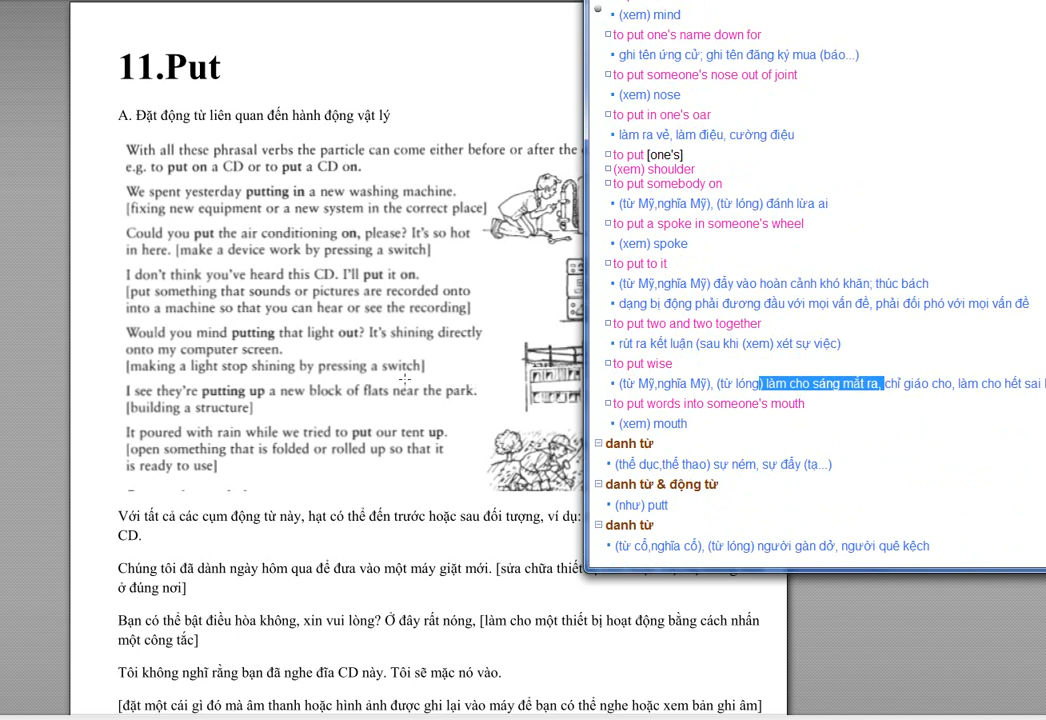 11.Put
A. Đặt động từ liên quan đến hành động vật lý
With all these phrasal verbs the particle can come either before or after the
e.g. to put on a CD or to put a CD on.
We spent yesterday putting in a new washing machine.
[fixing new equipment or a new system in the correct place]
Could you put the air conditioning on, please? It's so hot
in here. [make a device work by pressing a switch]
I don't think you've heard this CD. I'll put it on.
[put something that sounds or pictures are recorded onto
into a machine so that you can hear or see the recording]
Would you mind putting that light out? It's shining directly
onto my computer screen.
[making a light stop shining by pressing a switch]
I see they're putting up a new block of flats near the park.
[building a structure]
It poured with rain while we tried to put our tent up.
[open something that is folded or rolled up so that it
is ready to use]
Với tất cả các cụm động từ này, hạt có thể đến trước hoặc sau đối tượng, ví dụ:
CD.
Chúng tôi đã dành ngày hôm qua để đưa vào một máy giặt mới. [sửa chữa thiết
ở đúng nơi]
Bạn có thể bật điều hòa không, xin vui lòng? Ở đây rất nóng, [làm cho một thiết bị hoạt động bằng cách nhấn
một công tắc]
Tôi không nghĩ rằng bạn đã nghe đĩa CD này. Tôi sẽ mặc nó vào.
[đặt một cái gì đó mà âm thanh hoặc hình ảnh được ghi lại vào máy để bạn có thể nghe hoặc xem bản ghi âm]
(xem) mind
to put one's name down for
ghi tên ứng cử; ghi tên đăng ký mua (báo...)
to put someone's nose out of joint
(xem) nose
to put in one's oar
làm ra vẻ, làm điệu, cường điệu
to put [one's]
(xem) shoulder
to put somebody on
(từ Mỹ,nghĩa Mỹ), (từ lóng) đánh lừa ai
to put a spoke in someone's wheel
(xem) spoke
to put to it
(từ Mỹ,nghĩa Mỹ) đẩy vào hoàn cảnh khó khăn; thúc bách
dạng bị động phải đương đầu với mọi vấn đề, phải đối phó với mọi vấn đề
to put two and two together
rút ra kết luận (sau khi (xem) xét sự việc)
to put wise
(từ Mỹ,nghĩa Mỹ), (từ lóng) làm cho sáng mắt ra, chỉ giáo cho, làm cho hết sai
to put words into someone's mouth
(xem) mouth
danh từ
(thể dục,thể thao) sự ném, sự đẩy (tạ...)
danh từ & động từ
(như) putt
danh từ
(từ cổ,nghĩa cổ), (từ lóng) người gàn dở, người quê kệch